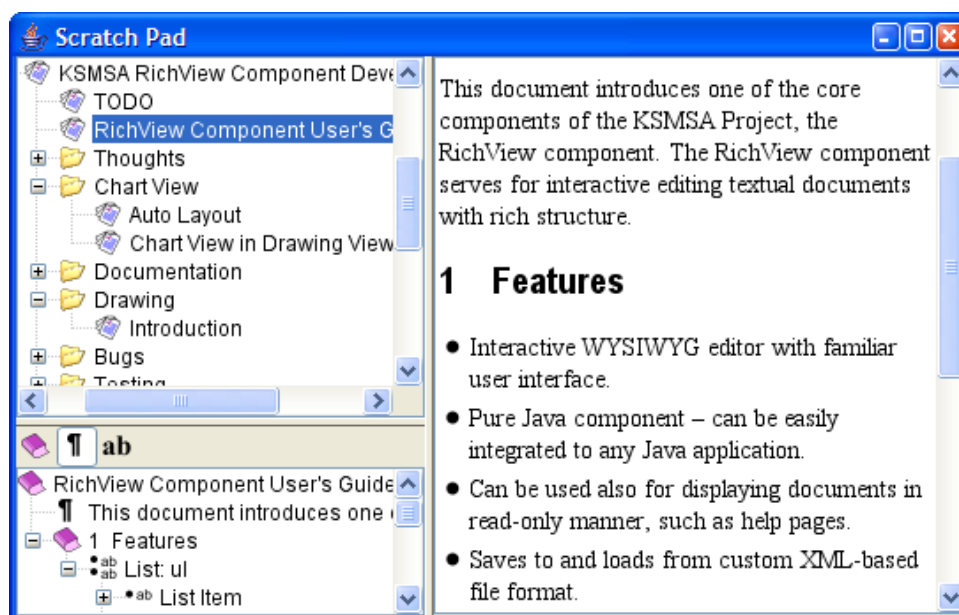 Scratch Pad
KSMSA RichView Component Deve
TODO
RichView Component User's G
Thoughts
Chart View
Auto Layout
Chart View in Drawing View
Documentation
Drawing
Introduction
Bugs
Testing
¶ ab
RichView Component User's Guide
¶ This document introduces one
1 Features
ab
ab List: ul
ab List Item
This document introduces one of the core
components of the KSMSA Project, the
RichView component. The RichView component
serves for interactive editing textual documents
with rich structure.
1 Features
● Interactive WYSIWYG editor with familiar
user interface.
● Pure Java component – can be easily
integrated to any Java application.
● Can be used also for displaying documents in
read-only manner, such as help pages.
● Saves to and loads from custom XML-based
file format.